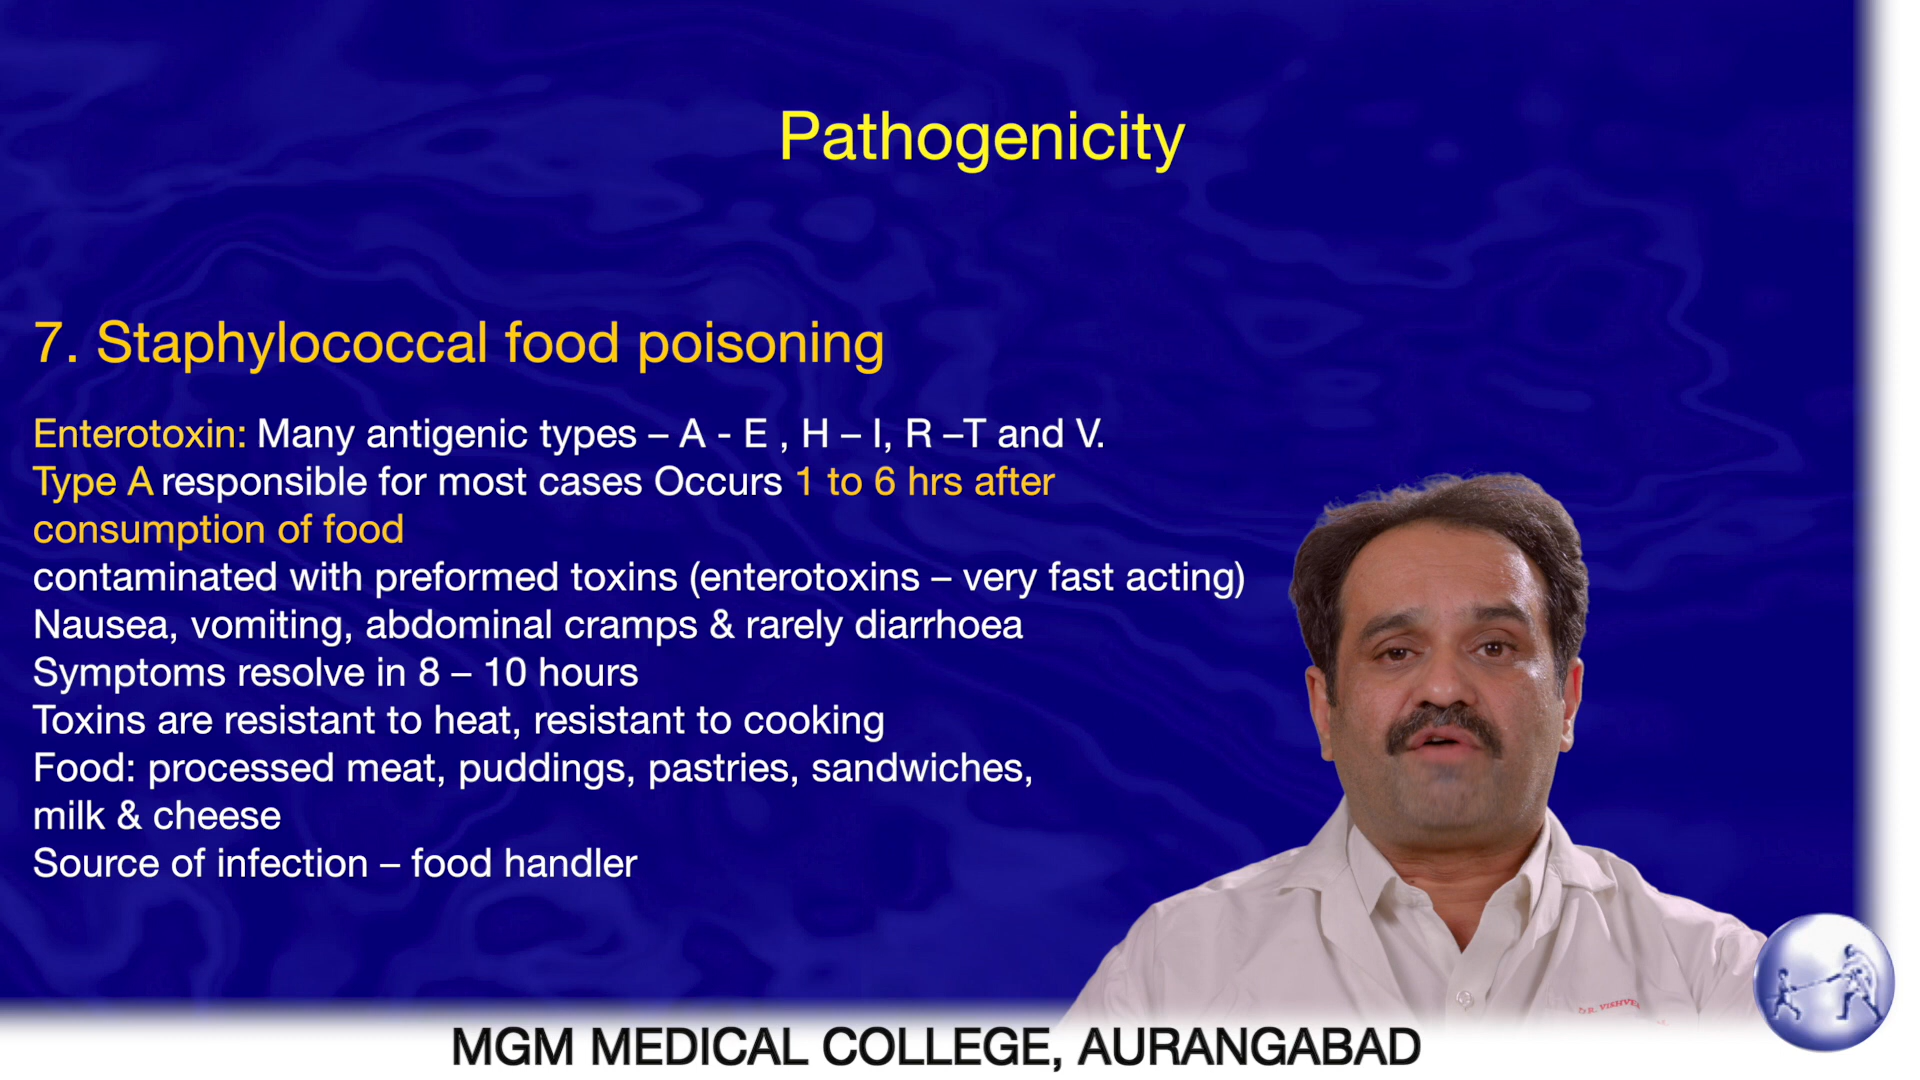 Pathogenicity
7. Staphylococcal food poisoning
Enterotoxin: Many antigenic types – A - E , H – I, R –T and V.
Type A responsible for most cases Occurs 1 to 6 hrs after
consumption of food
contaminated with preformed toxins (enterotoxins – very fast acting)
Nausea, vomiting, abdominal cramps & rarely diarrhoea
Symptoms resolve in 8 – 10 hours
Toxins are resistant to heat, resistant to cooking
Food: processed meat, puddings, pastries, sandwiches,
milk & cheese
Source of infection – food handler
MGM MEDICAL COLLEGE, AURANGABAD